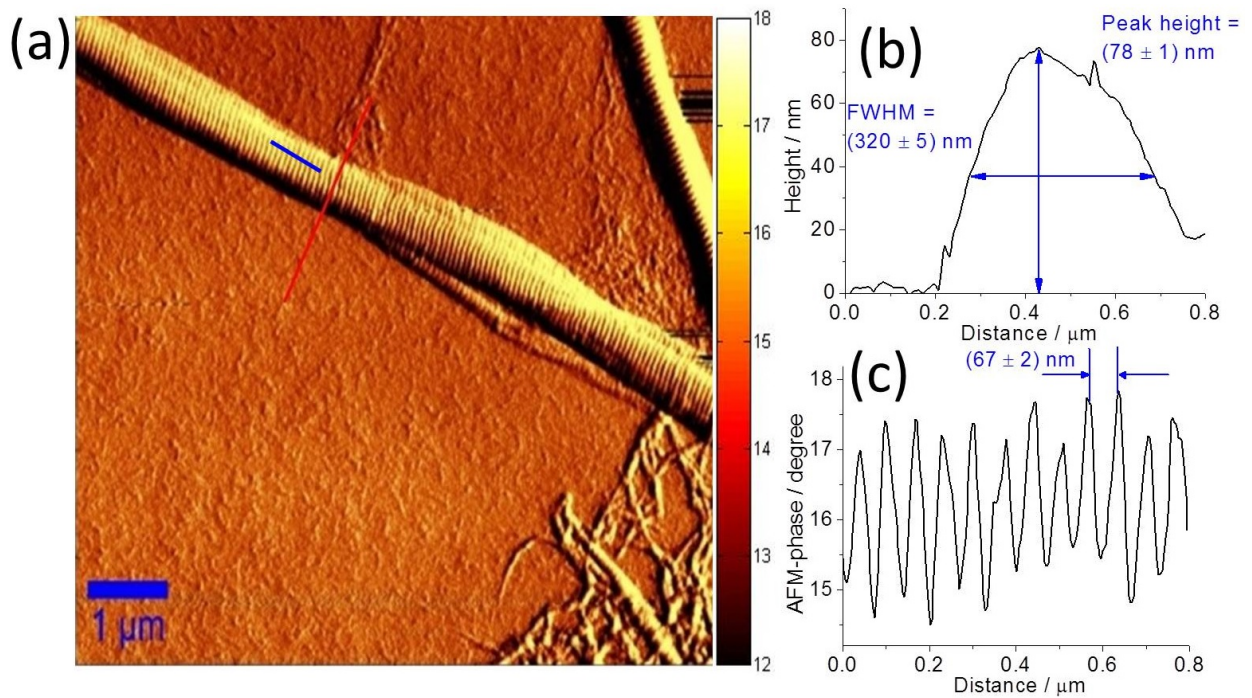 (a)
18
17
16
15
14
13
12
1 µm
(b)
Peak height =
(78 ± 1) nm
FWHM =
(320 ± 5) nm
Height / nm
80
60
40
20
0
0.0 0.2 0.4 0.6 0.8
Distance / µm
(c)
(67 ± 2) nm
AFM-phase / degree
18
17
16
15
0.0 0.2 0.4 0.6 0.8
Distance / µm